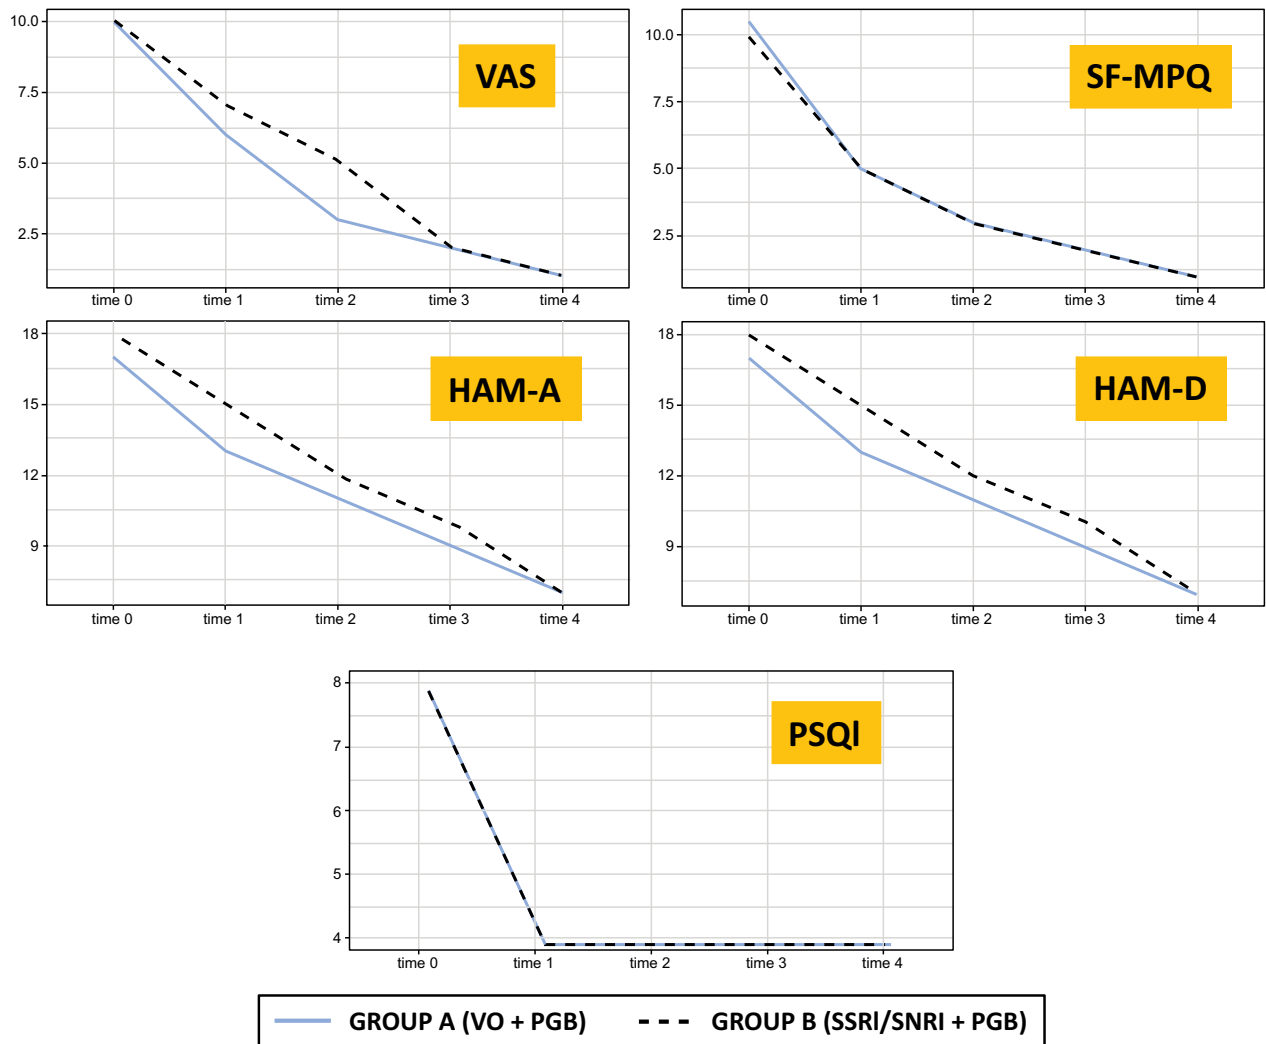 VAS
10.0
7.5
5.0
2.5
time 0 time 1 time 2 time 3 time 4
SF-MPQ
10.0
7.5
5.0
2.5
time 0 time 1 time 2 time 3 time 4
HAM-A
18
15
12
9
time 0 time 1 time 2 time 3 time 4
HAM-D
18
15
12
9
time 0 time 1 time 2 time 3 time 4
PSQI
8
7
6
5
4
time 0 time 1 time 2 time 3 time 4
GROUP A (VO + PGB) GROUP B (SSRI/SNRI + PGB)